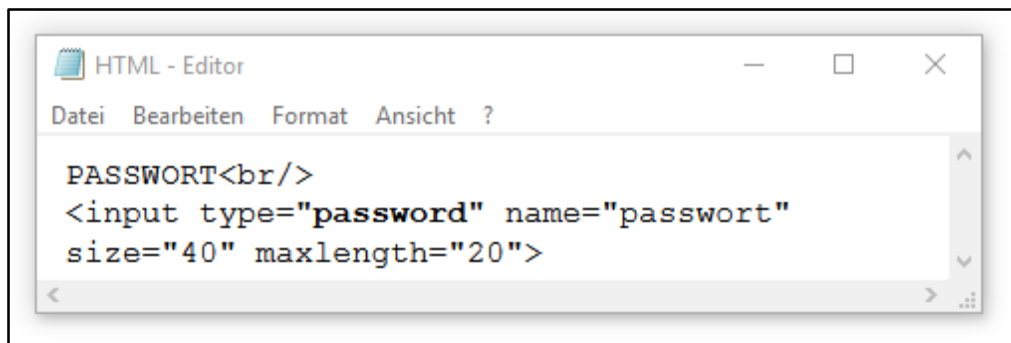 HTML - Editor
Datei Bearbeiten Format Ansicht ?
PASSWORT<br/>
<input type="password" name="passwort"
size="40" maxlength="20">